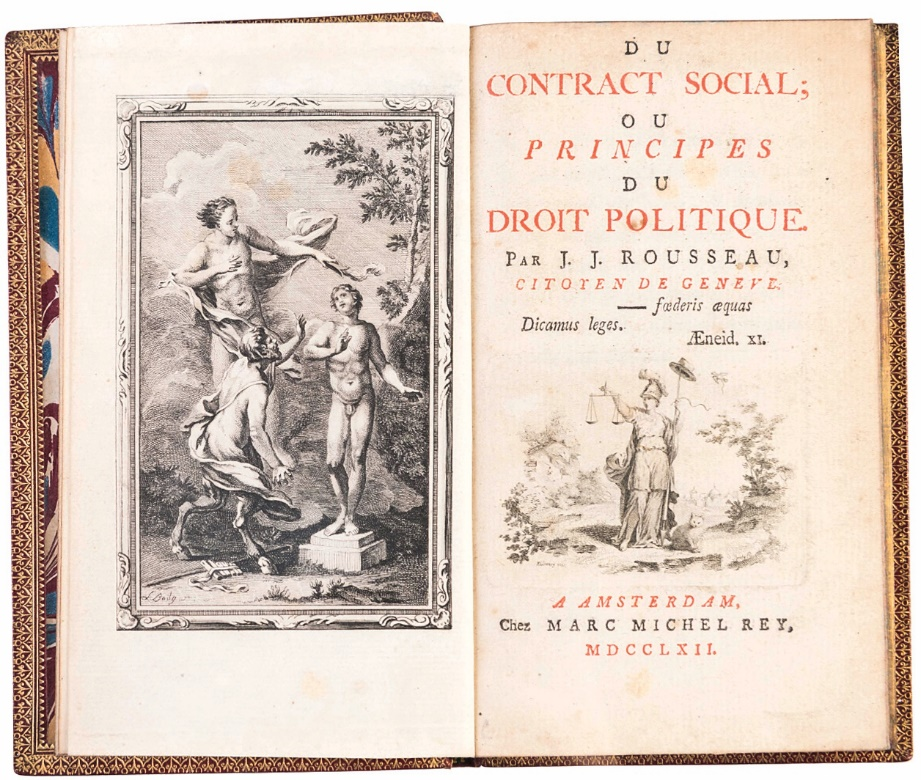 DU
CONTRACT SOCIAL;
OU
PRINCIPES
DU
DROIT POLITIQUE.
PAR J. J. ROUSSEAU,
CITOYEN DE GENEVE.
— fœderis æquas
Dicamus leges.
Æneid. XI.
A AMSTERDAM,
Chez MARC MICHEL REY,
MDCCLXII.